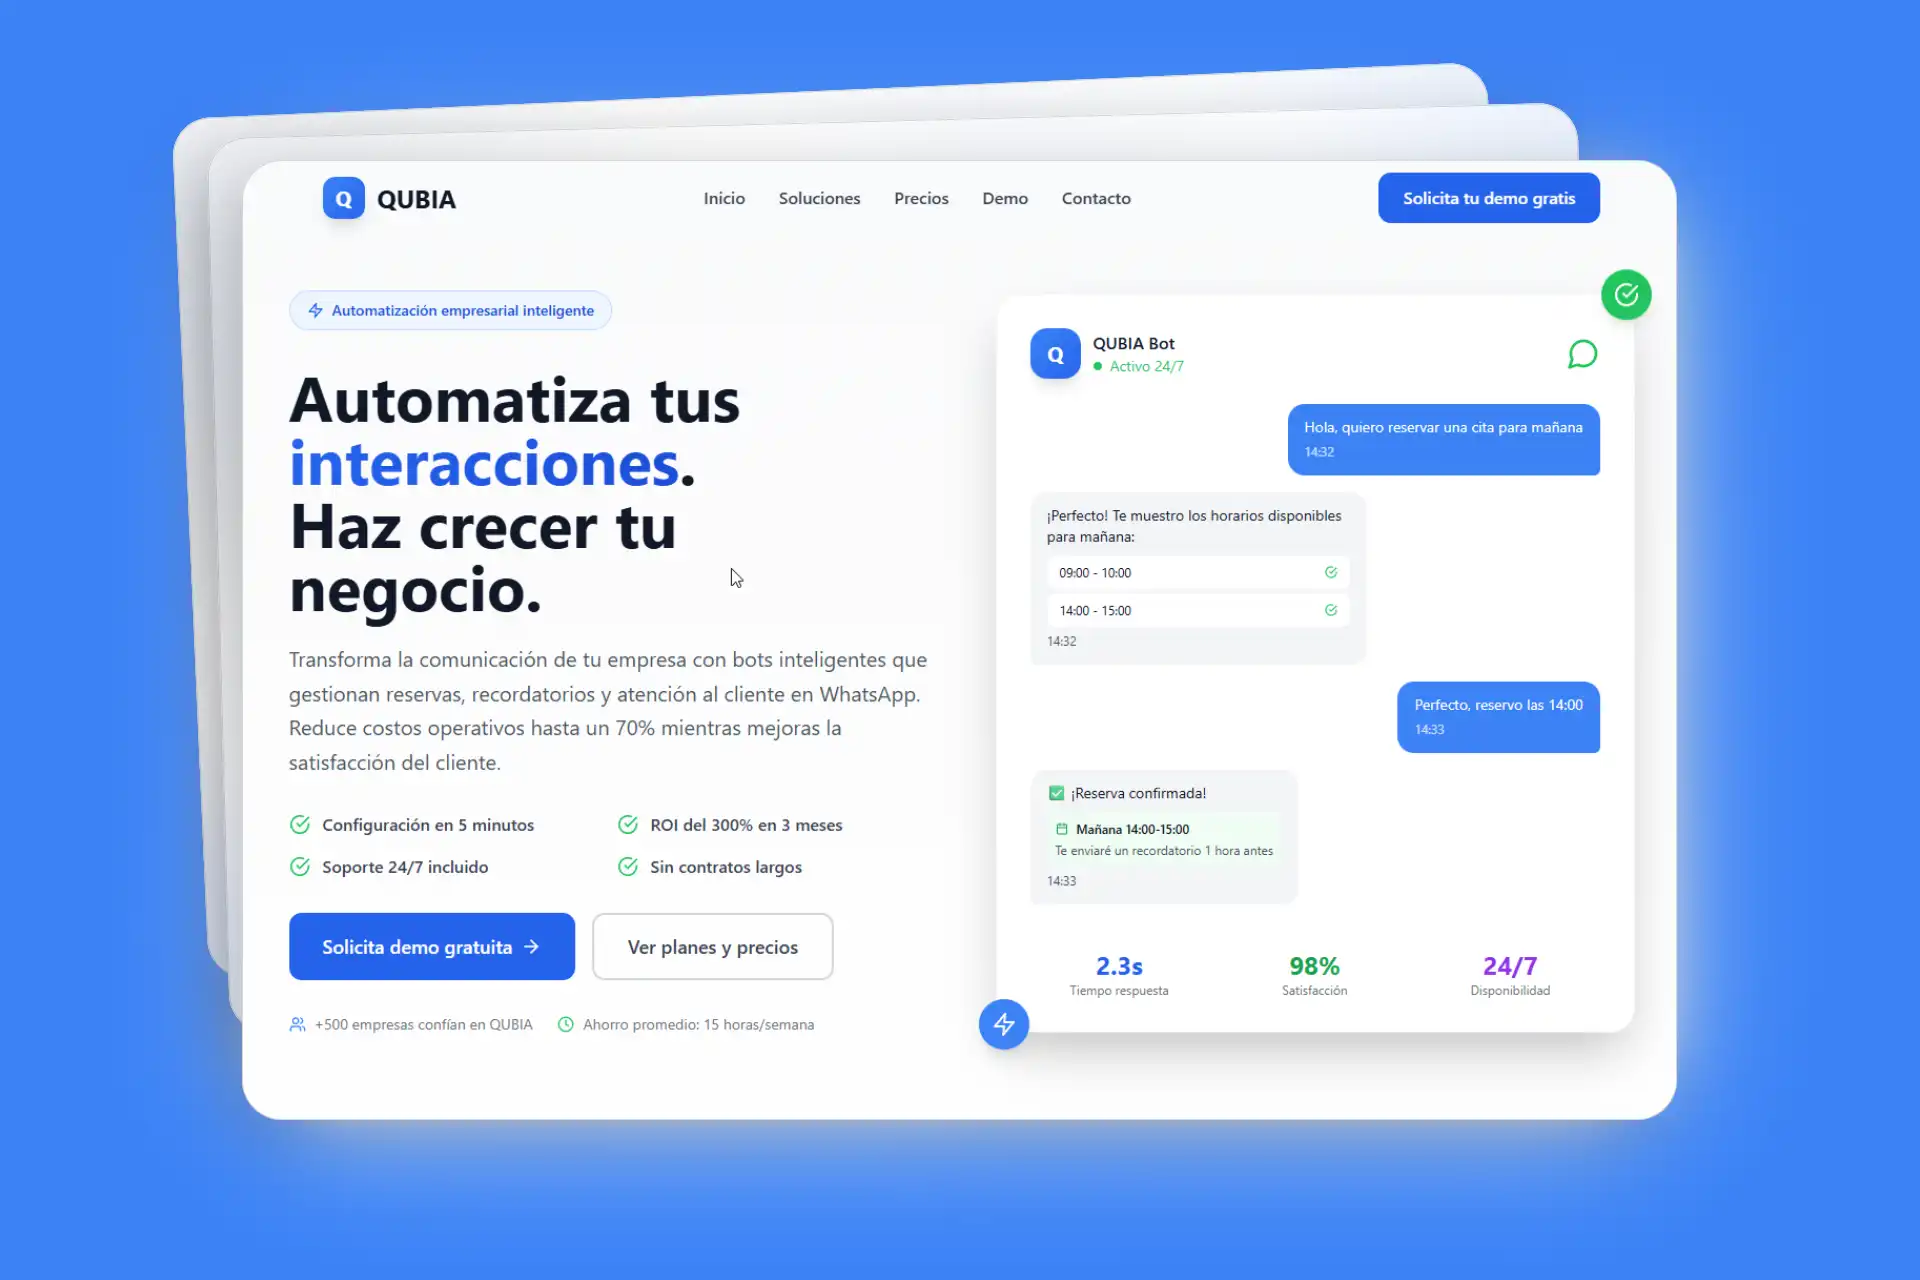 Q QUBIA
Inicio Soluciones Precios Demo Contacto
Solicita tu demo gratis
Automatización empresarial inteligente
Automatiza tus
interacciones.
Haz crecer tu
negocio.
Transforma la comunicación de tu empresa con bots inteligentes que
gestionan reservas, recordatorios y atención al cliente en WhatsApp.
Reduce costos operativos hasta un 70% mientras mejoras la
satisfacción del cliente.
Configuración en 5 minutos
ROI del 300% en 3 meses
Soporte 24/7 incluido
Sin contratos largos
Solicita demo gratuita →
Ver planes y precios
+500 empresas confían en QUBIA
Ahorro promedio: 15 horas/semana
Q
QUBIA Bot
Activo 24/7
Hola, quiero reservar una cita para mañana
14:32
¡Perfecto! Te muestro los horarios disponibles
para mañana:
09:00 - 10:00
14:00 - 15:00
14:32
Perfecto, reservo las 14:00
14:33
✅ ¡Reserva confirmada!
Mañana 14:00-15:00
Te enviaré un recordatorio 1 hora antes
14:33
2.3s
Tiempo respuesta
98%
Satisfacción
24/7
Disponibilidad